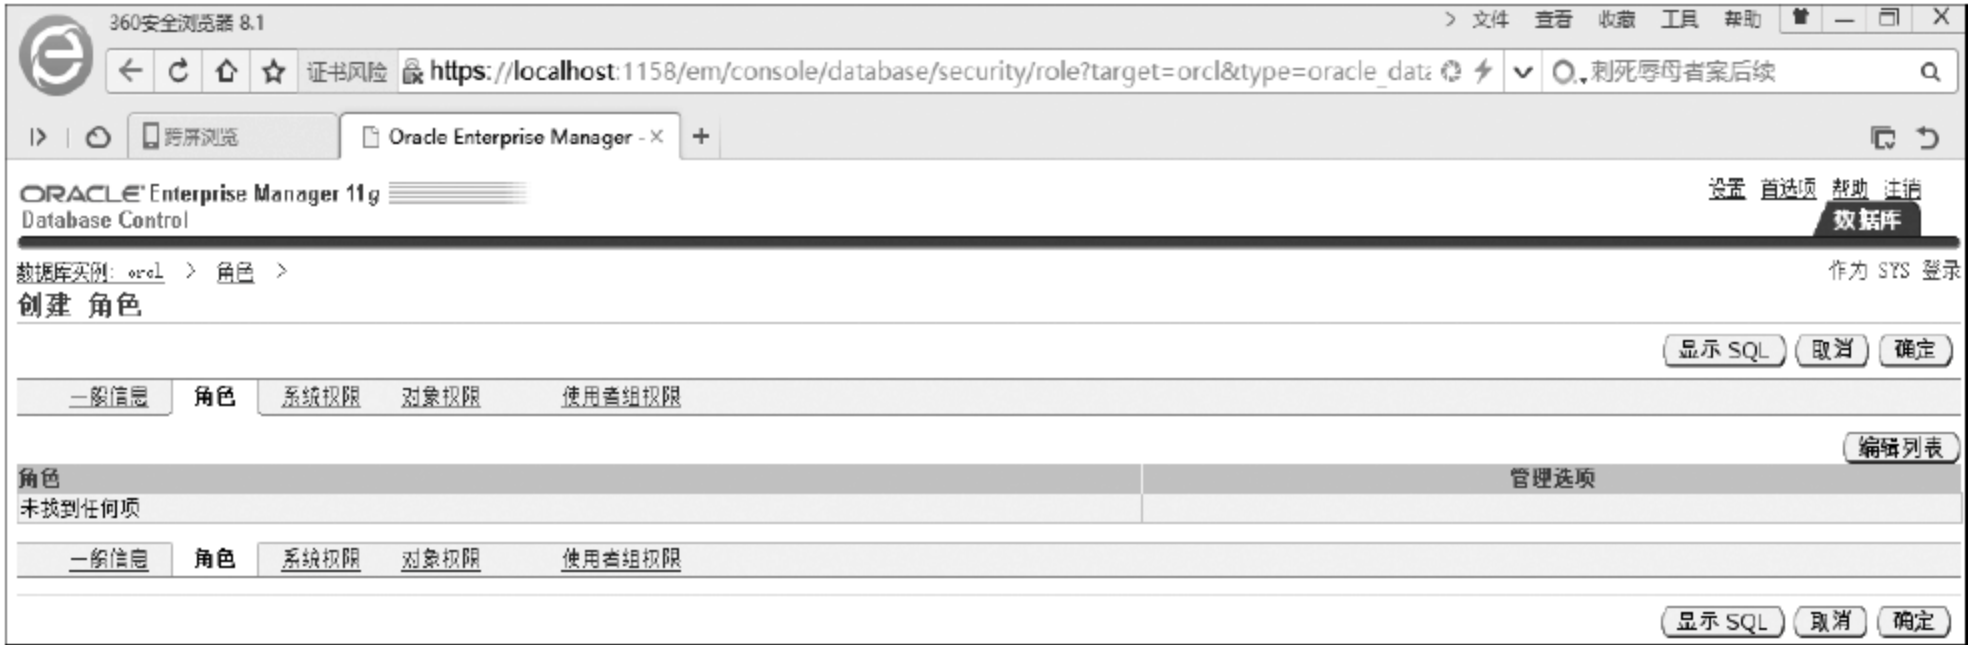 360安全浏览器 8.1 > 文件 查看 收藏 工具 帮助
证书风险 https://localhost:1158/em/console/database/security/role?target=orcl&type=oracle_data 刺死辱母者案后续
跨屏浏览 Oracle Enterprise Manager - × +
ORACLE Enterprise Manager 11g 设置 首选项 帮助 注销
Database Control 数据库
数据库实例: orcl > 角色 > 作为 SYS 登录
创建 角色
显示 SQL 取消 确定
一般信息 角色 系统权限 对象权限 使用者组权限
编辑列表
角色 管理选项
未找到任何项
一般信息 角色 系统权限 对象权限 使用者组权限
显示 SQL 取消 确定